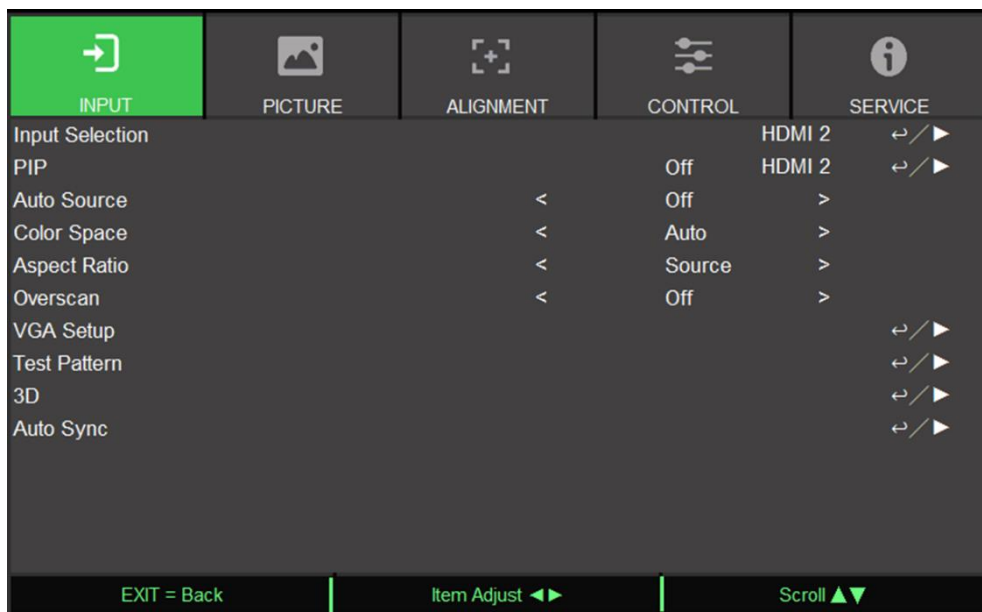 INPUT PICTURE ALIGNMENT CONTROL SERVICE
Input Selection HDMI 2 ↩/▶
PIP Off HDMI 2 ↩/▶
Auto Source < Off >
Color Space < Auto >
Aspect Ratio < Source >
Overscan < Off >
VGA Setup ↩/▶
Test Pattern ↩/▶
3D ↩/▶
Auto Sync ↩/▶
EXIT = Back Item Adjust ◀▶ Scroll ▲▼